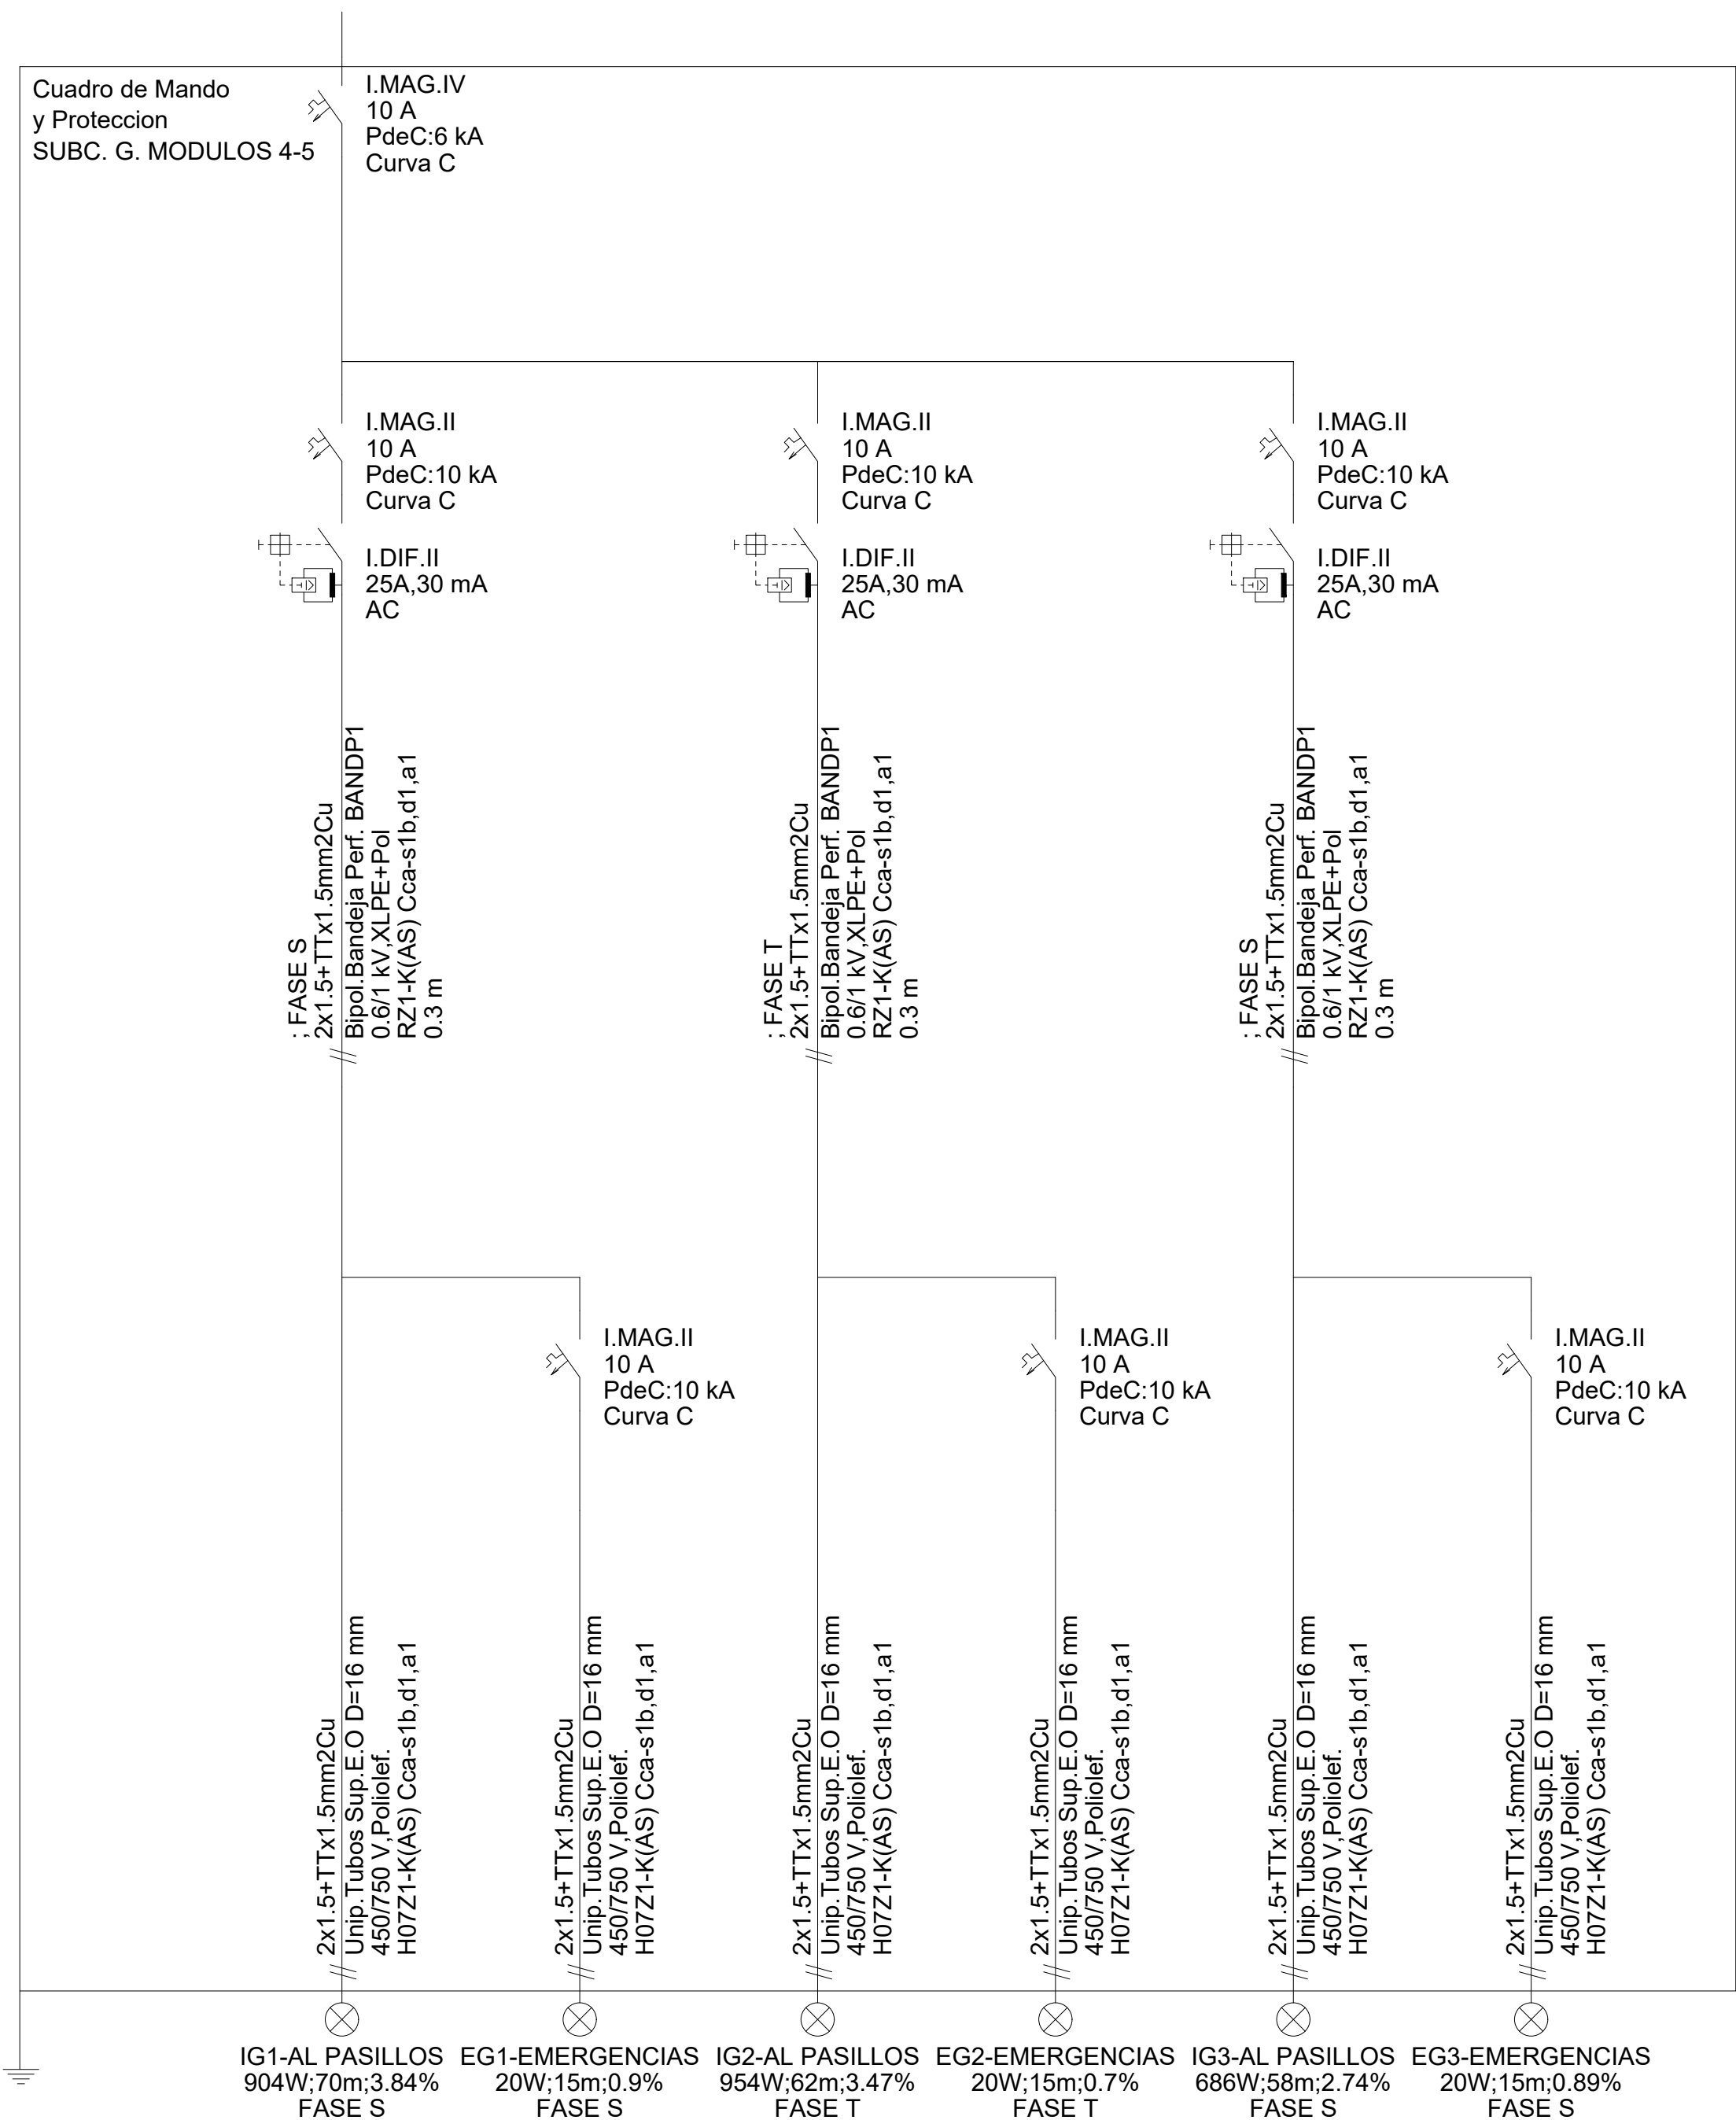 Cuadro de Mando
y Proteccion
SUBC. G. MODULOS 4-5
I.MAG.IV
10 A
PdeC:6 kA
Curva C
I.MAG.II
10 A
PdeC:10 kA
Curva C
I.DIF.II
25A,30 mA
AC
I.MAG.II
10 A
PdeC:10 kA
Curva C
I.DIF.II
25A,30 mA
AC
I.MAG.II
10 A
PdeC:10 kA
Curva C
I.DIF.II
25A,30 mA
AC
; FASE S
2x1.5+TTx1.5mm2Cu
Bipol.Bandeja Perf. BANDP1
0.6/1 kV,XLPE+Pol
RZ1-K(AS) Cca-s1b,d1,a1
0.3 m
; FASE T
2x1.5+TTx1.5mm2Cu
Bipol.Bandeja Perf. BANDP1
0.6/1 kV,XLPE+Pol
RZ1-K(AS) Cca-s1b,d1,a1
0.3 m
; FASE S
2x1.5+TTx1.5mm2Cu
Bipol.Bandeja Perf. BANDP1
0.6/1 kV,XLPE+Pol
RZ1-K(AS) Cca-s1b,d1,a1
0.3 m
I.MAG.II
10 A
PdeC:10 kA
Curva C
I.MAG.II
10 A
PdeC:10 kA
Curva C
I.MAG.II
10 A
PdeC:10 kA
Curva C
2x1.5+TTx1.5mm2Cu
Unip.Tubos Sup.E.O D=16 mm
450/750 V,Poliolef.
H07Z1-K(AS) Cca-s1b,d1,a1
2x1.5+TTx1.5mm2Cu
Unip.Tubos Sup.E.O D=16 mm
450/750 V,Poliolef.
H07Z1-K(AS) Cca-s1b,d1,a1
2x1.5+TTx1.5mm2Cu
Unip.Tubos Sup.E.O D=16 mm
450/750 V,Poliolef.
H07Z1-K(AS) Cca-s1b,d1,a1
2x1.5+TTx1.5mm2Cu
Unip.Tubos Sup.E.O D=16 mm
450/750 V,Poliolef.
H07Z1-K(AS) Cca-s1b,d1,a1
2x1.5+TTx1.5mm2Cu
Unip.Tubos Sup.E.O D=16 mm
450/750 V,Poliolef.
H07Z1-K(AS) Cca-s1b,d1,a1
2x1.5+TTx1.5mm2Cu
Unip.Tubos Sup.E.O D=16 mm
450/750 V,Poliolef.
H07Z1-K(AS) Cca-s1b,d1,a1
IG1-AL PASILLOS
904W;70m;3.84%
FASE S
EG1-EMERGENCIAS
20W;15m;0.9%
FASE S
IG2-AL PASILLOS
954W;62m;3.47%
FASE T
EG2-EMERGENCIAS
20W;15m;0.7%
FASE T
IG3-AL PASILLOS
686W;58m;2.74%
FASE S
EG3-EMERGENCIAS
20W;15m;0.89%
FASE S